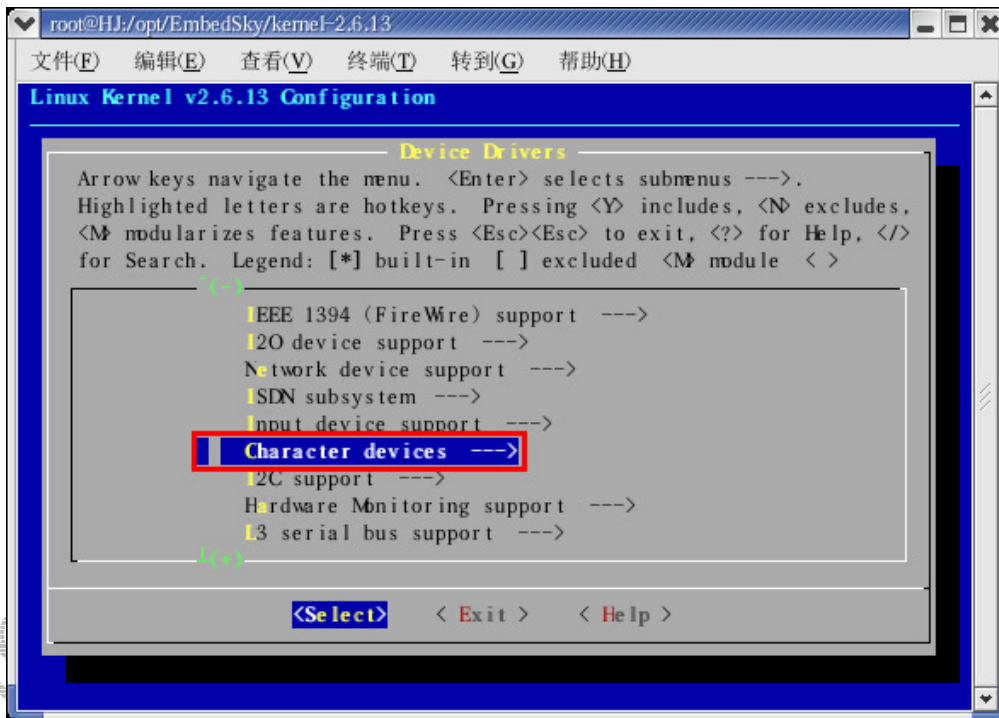 root@HJ:/opt/EmbedSky/kernel-2.6.13
文件(F) 编辑(E) 查看(V) 终端(T) 转到(G) 帮助(H)
Linux Kernel v2.6.13 Configuration
Device Drivers
Arrow keys navigate the menu. <Enter> selects submenus --->.
Highlighted letters are hotkeys. Pressing <Y> includes, <N> excludes,
<M> modularizes features. Press <Esc><Esc> to exit, <?> for Help, </>
for Search. Legend: [*] built-in [ ] excluded <M> module < >
^(-)
IEEE 1394 (FireWire) support --->
I2O device support --->
Network device support --->
ISDN subsystem --->
Input device support --->
Character devices --->
I2C support --->
Hardware Monitoring support --->
L3 serial bus support --->
┴(+)
<Select> < Exit > < Help >